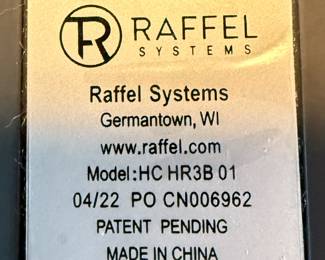 RAFFEL
SYSTEMS
Raffel Systems
Germantown, WI
www.raffel.com
Model:HC HR3B 01
04/22 PO CN006962
PATENT PENDING
MADE IN CHINA